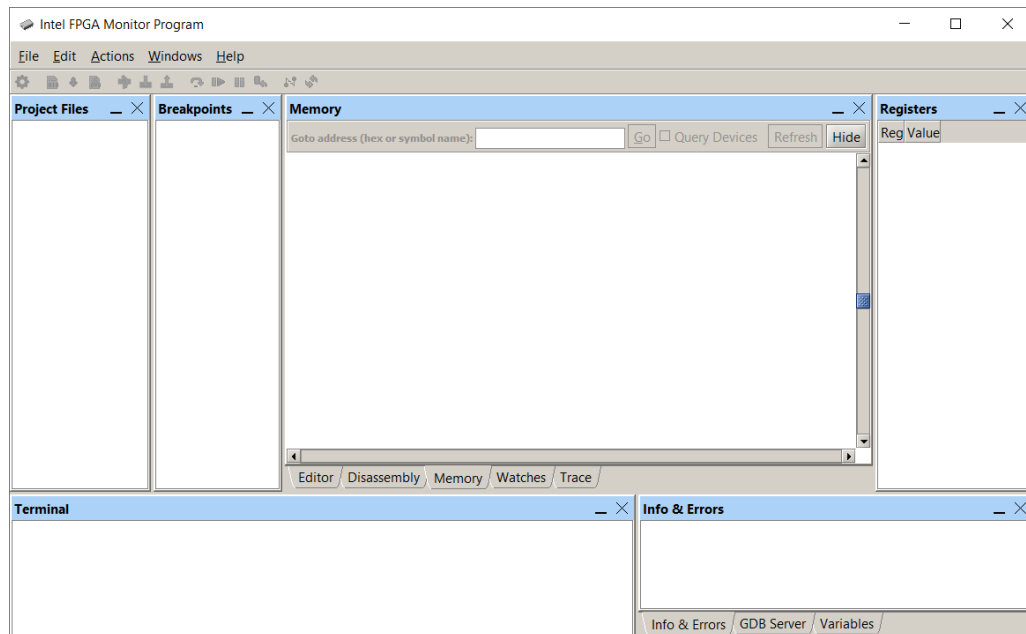 Intel FPGA Monitor Program
File Edit Actions Windows Help
Project Files
Breakpoints
Memory
Registers
Goto address (hex or symbol name):
Go
Query Devices
Refresh
Hide
Reg Value
Editor Disassembly Memory Watches Trace
Terminal
Info & Errors
Info & Errors GDB Server Variables